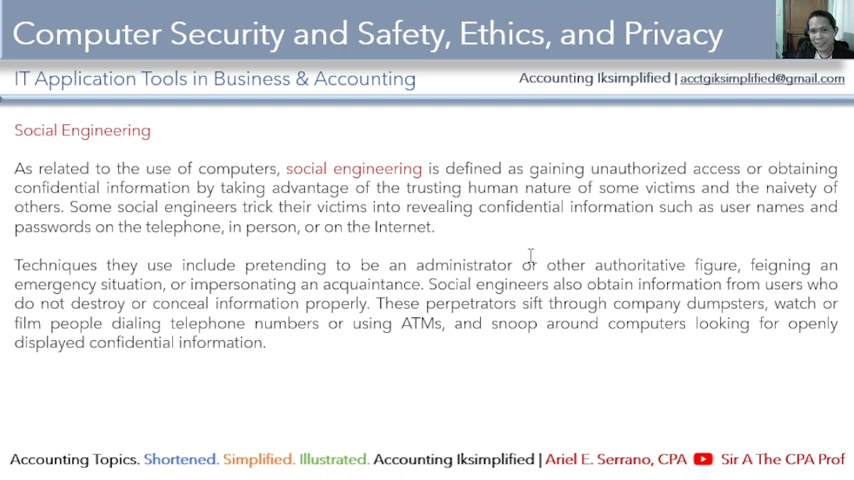 Computer Security and Safety, Ethics, and Privacy
IT Application Tools in Business & Accounting
Accounting Iksimplified | acctgiksimplified@gmail.com
Social Engineering
As related to the use of computers, social engineering is defined as gaining unauthorized access or obtaining
confidential information by taking advantage of the trusting human nature of some victims and the naivety of
others. Some social engineers trick their victims into revealing confidential information such as user names and
passwords on the telephone, in person, or on the Internet.
Techniques they use include pretending to be an administrator or other authoritative figure, feigning an
emergency situation, or impersonating an acquaintance. Social engineers also obtain information from users who
do not destroy or conceal information properly. These perpetrators sift through company dumpsters, watch or
film people dialing telephone numbers or using ATMs, and snoop around computers looking for openly
displayed confidential information.
Accounting Topics. Shortened. Simplified. Illustrated. Accounting Iksimplified | Ariel E. Serrano, CPA Sir A The CPA Prof